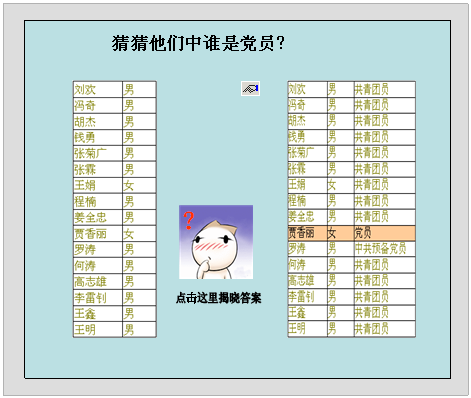 猜猜他们中谁是党员？
刘欢 男
冯奇 男
胡杰 男
钱勇 男
张菊广 男
张霖 男
王娟 女
程楠 男
姜全忠 男
贾香丽 女
罗涛 男
何涛 男
高志雄 男
李雷钊 男
王鑫 男
王明 男
?
点击这里揭晓答案
刘欢 男 共青团员
冯奇 男 共青团员
胡杰 男 共青团员
钱勇 男 共青团员
张菊广 男 共青团员
张霖 男 共青团员
王娟 女 共青团员
程楠 男 共青团员
姜全忠 男 共青团员
贾香丽 女 党员
罗涛 男 中共预备党员
何涛 男 共青团员
高志雄 男 共青团员
李雷钊 男 共青团员
王鑫 男 共青团员
王明 男 共青团员